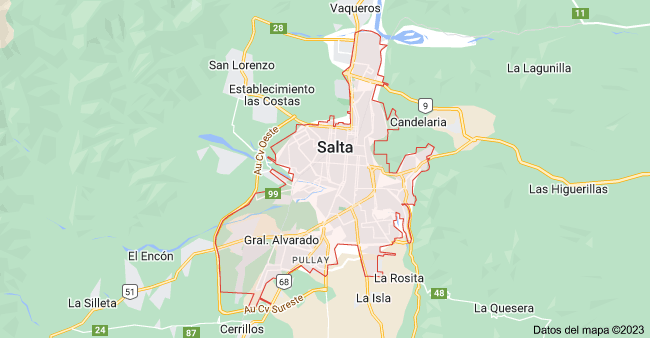 Vaqueros
11
28
San Lorenzo
La Lagunilla
Establecimiento
las Costas
9
Candelaria
Au Cv Oeste
Salta
99
Las Higuerillas
Gral. Alvarado
El Encón
PULLAY
68
La Rosita
51
La Silleta
La Isla
48
Au Cv Sureste
La Quesera
24
Cerrillos
Datos del mapa ©2023